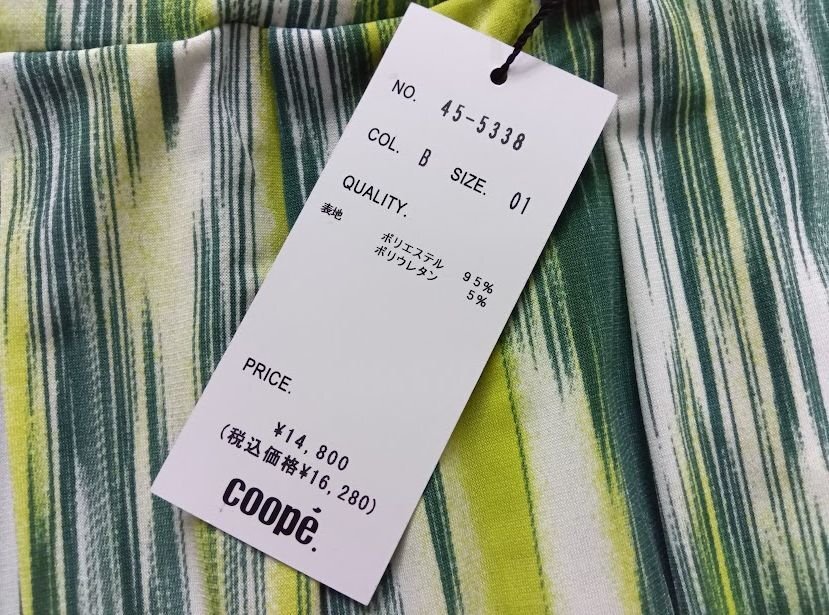 NO. 45-5338
COL. B SIZE. 01
QUALITY.
表地
ポリエステル 95%
ポリウレタン 5%
PRICE.
¥14,800
(税込価格¥16,280)
coopé.